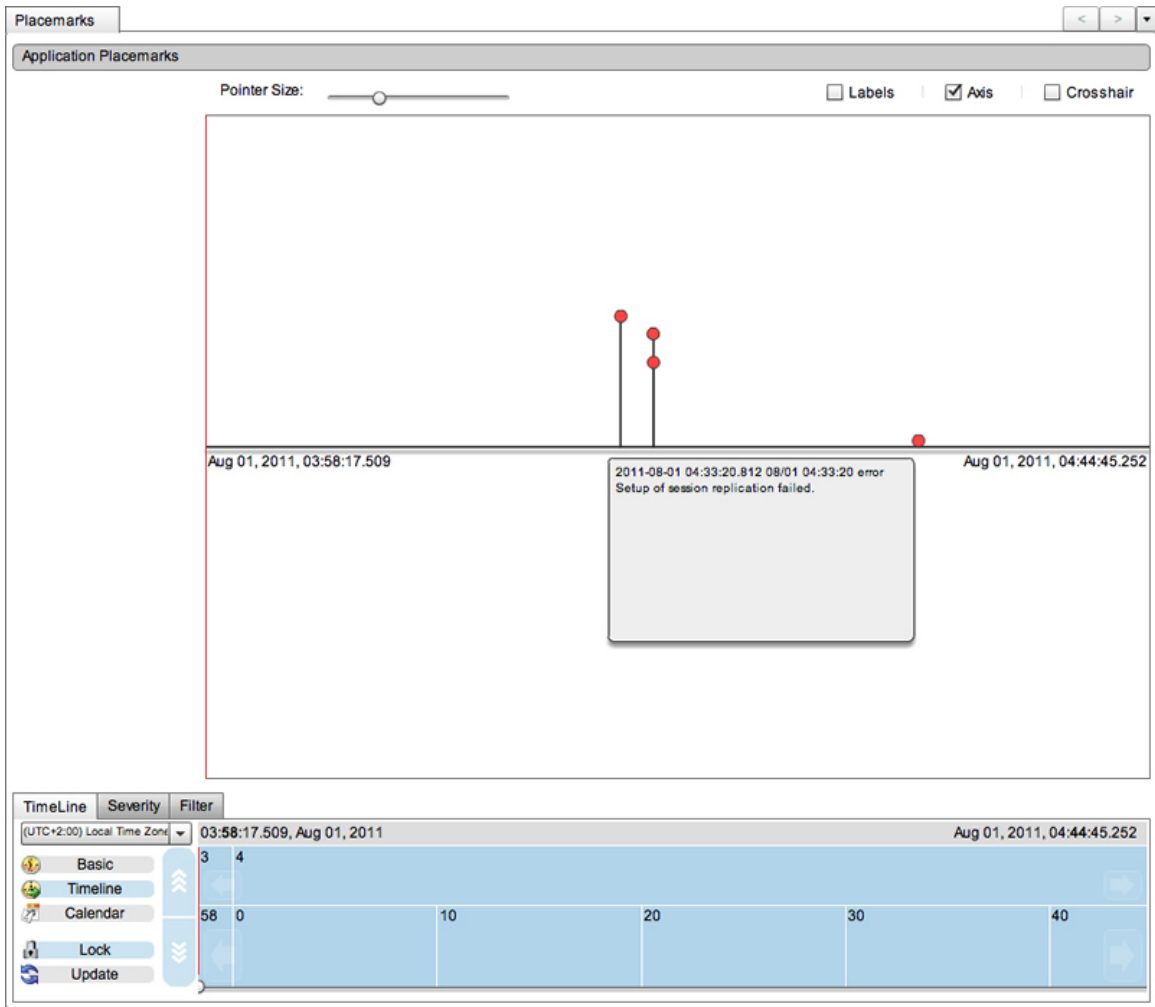 Placemarks
< >
Application Placemarks
Pointer Size:
Labels
Axis
Crosshair
Aug 01, 2011, 03:58:17.509
Aug 01, 2011, 04:44:45.252
2011-08-01 04:33:20.812 08/01 04:33:20 error
Setup of session replication failed.
TimeLine Severity Filter
(UTC+2:00) Local Time Zone
03:58:17.509, Aug 01, 2011
Aug 01, 2011, 04:44:45.252
Basic
Timeline
Calendar
Lock
Update
3 4
58 0 10 20 30 40